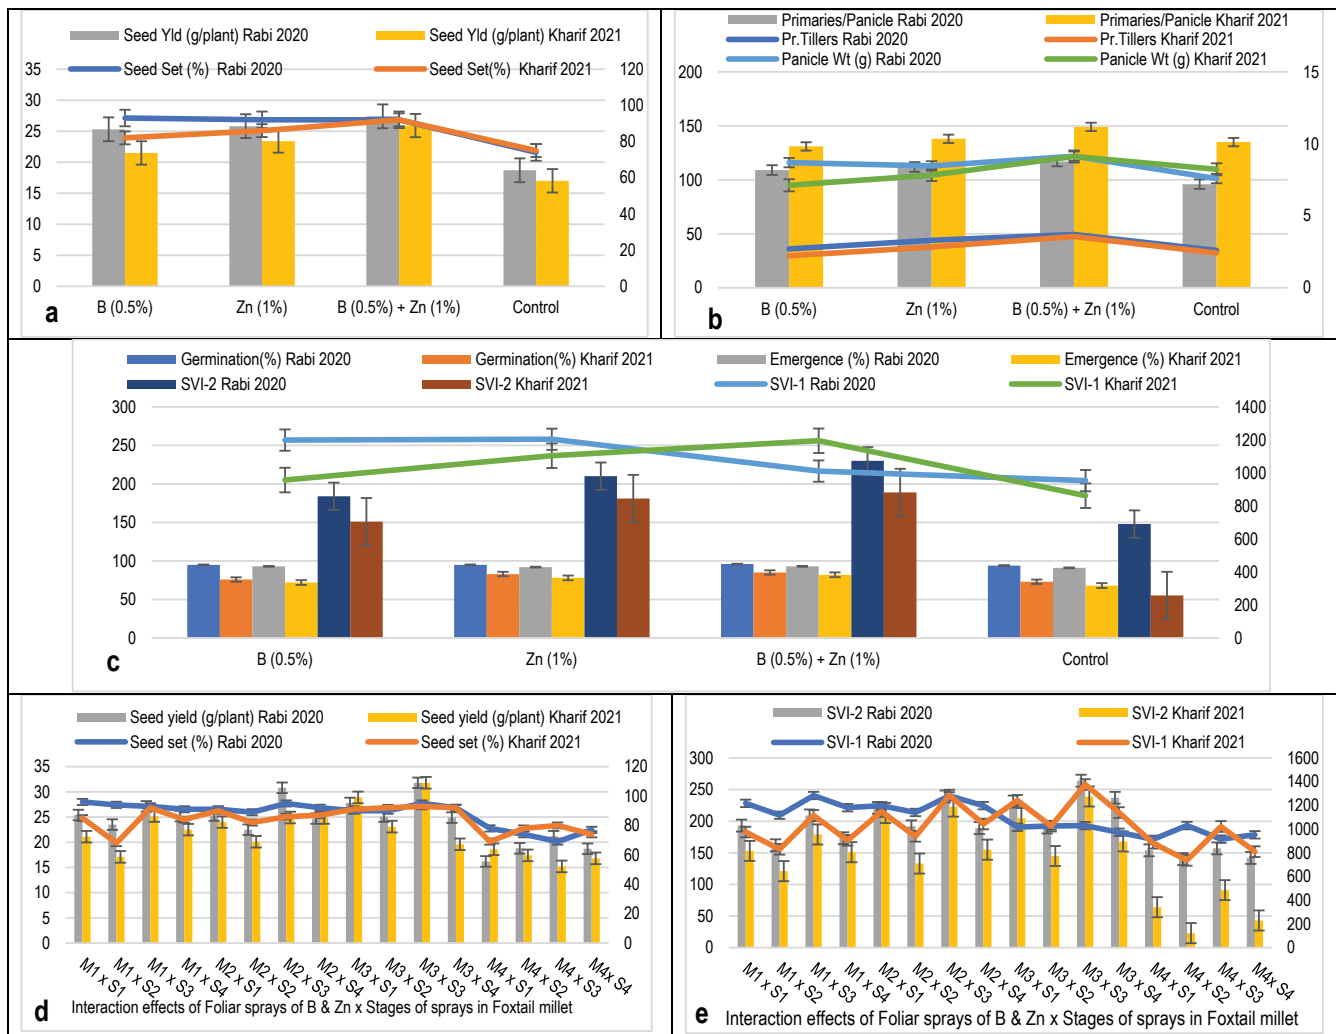 Seed Yld (g/plant) Rabi 2020
Seed Yld (g/plant) Kharif 2021
Seed Set (%) Rabi 2020
Seed Set(%) Kharif 2021
35 30 25 20 15 10 5 0
120 100 80 60 40 20 0
B (0.5%) Zn (1%) B (0.5%) + Zn (1%) Control
a
Primaries/Panicle Rabi 2020
Primaries/Panicle Kharif 2021
Pr.Tillers Rabi 2020
Pr.Tillers Kharif 2021
Panicle Wt (g) Rabi 2020
Panicle Wt (g) Kharif 2021
200 150 100 50 0
15 10 5 0
B (0.5%) Zn (1%) B (0.5%) + Zn (1%) Control
b
Germination(%) Rabi 2020
Germination(%) Kharif 2021
Emergence (%) Rabi 2020
Emergence (%) Kharif 2021
SVI-2 Rabi 2020
SVI-2 Kharif 2021
SVI-1 Rabi 2020
SVI-1 Kharif 2021
300 250 200 150 100 50 0
1400 1200 1000 800 600 400 200 0
B (0.5%) Zn (1%) B (0.5%) + Zn (1%) Control
c
Seed yield (g/plant) Rabi 2020
Seed yield (g/plant) Kharif 2021
Seed set (%) Rabi 2020
Seed set (%) Kharif 2021
35 30 25 20 15 10 5 0
120 100 80 60 40 20 0
M1 x S1 M1 x S2 M1 x S3 M1 x S4 M2 x S1 M2 x S2 M2 x S3 M2 x S4 M3 x S1 M3 x S2 M3 x S3 M3 x S4 M4 x S1 M4 x S2 M4 x S3 M4x S4
d
Interaction effects of Foliar sprays of B & Zn x Stages of sprays in Foxtail millet
SVI-2 Rabi 2020
SVI-2 Kharif 2021
SVI-1 Rabi 2020
SVI-1 Kharif 2021
300 250 200 150 100 50 0
1600 1400 1200 1000 800 600 400 200 0
M1 x S1 M1 x S2 M1 x S3 M1 x S4 M2 x S1 M2 x S2 M2 x S3 M2 x S4 M3 x S1 M3 x S2 M3 x S3 M3 x S4 M4 x S1 M4 x S2 M4 x S3 M4x S4
e
Interaction effects of Foliar sprays of B & Zn x Stages of sprays in Foxtail millet